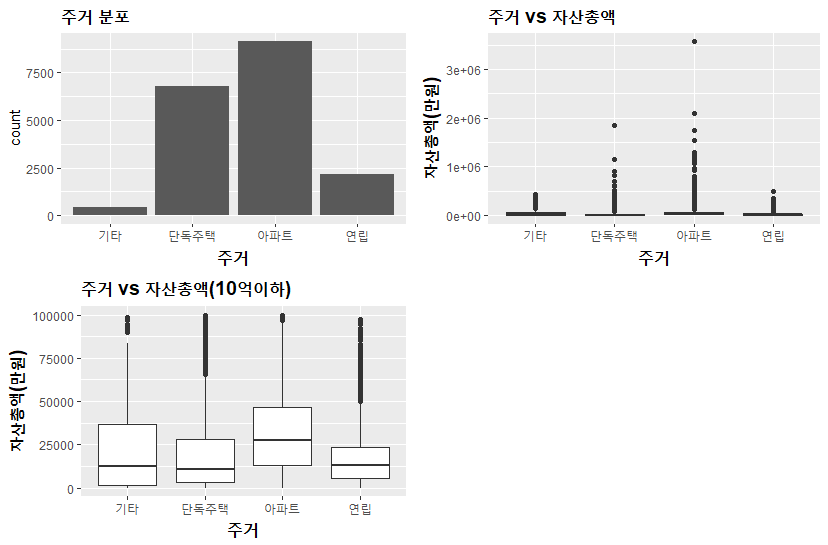 주거 분포
count
7500
5000
2500
0
기타 단독주택 아파트 연립
주거
주거 vs 자산총액
자산총액(만원)
3e+06
2e+06
1e+06
0e+00
기타 단독주택 아파트 연립
주거
주거 vs 자산총액(10억이하)
자산총액(만원)
100000
75000
50000
25000
0
기타 단독주택 아파트 연립
주거